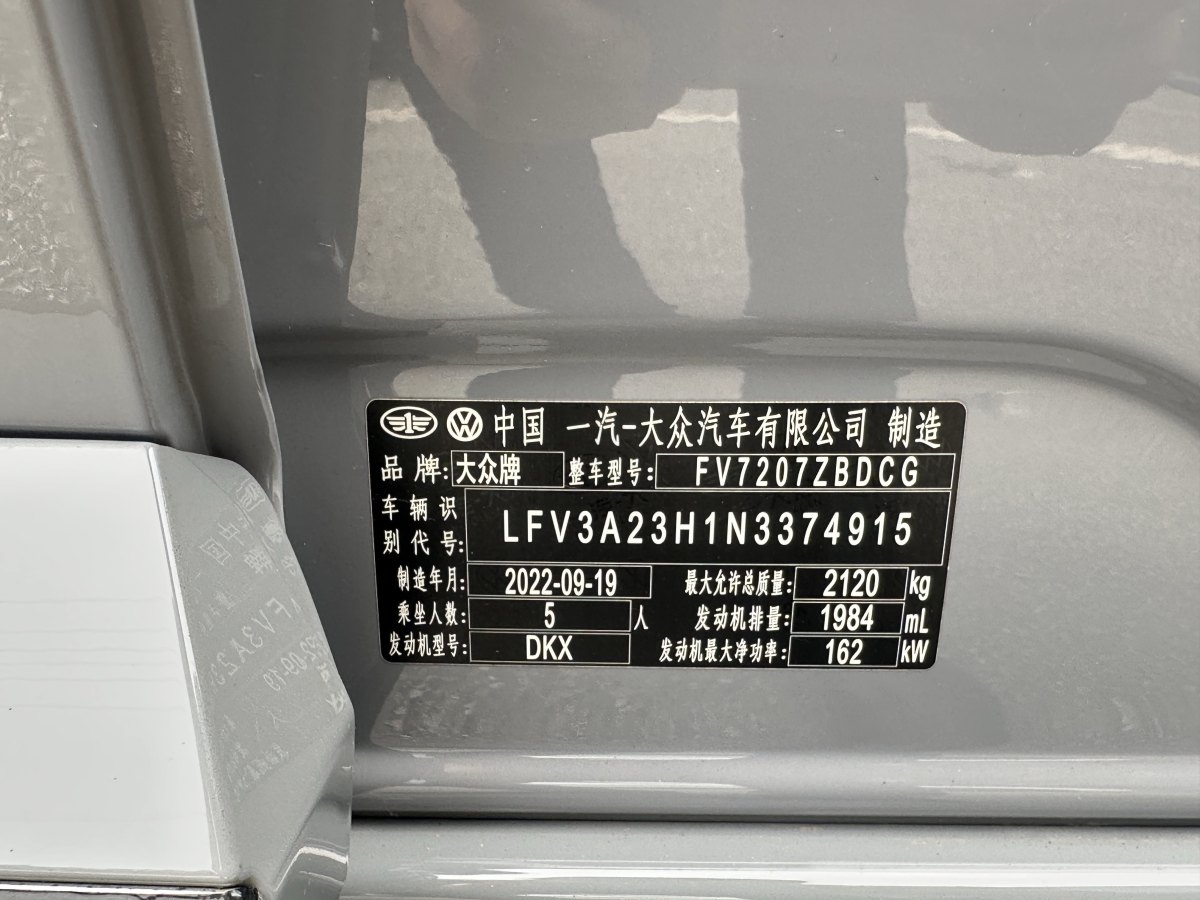 中国 一汽-大众汽车有限公司 制造
品 牌: 大众牌 整车型号: FV7207ZBDCG
车 辆 识
别 代 号: LFV3A23H1N3374915
制造年月: 2022-09-19 最大允许总质量: 2120 kg
乘坐人数: 5 人 发动机排量: 1984 mL
发动机型号: DKX 发动机最大净功率: 162 kW